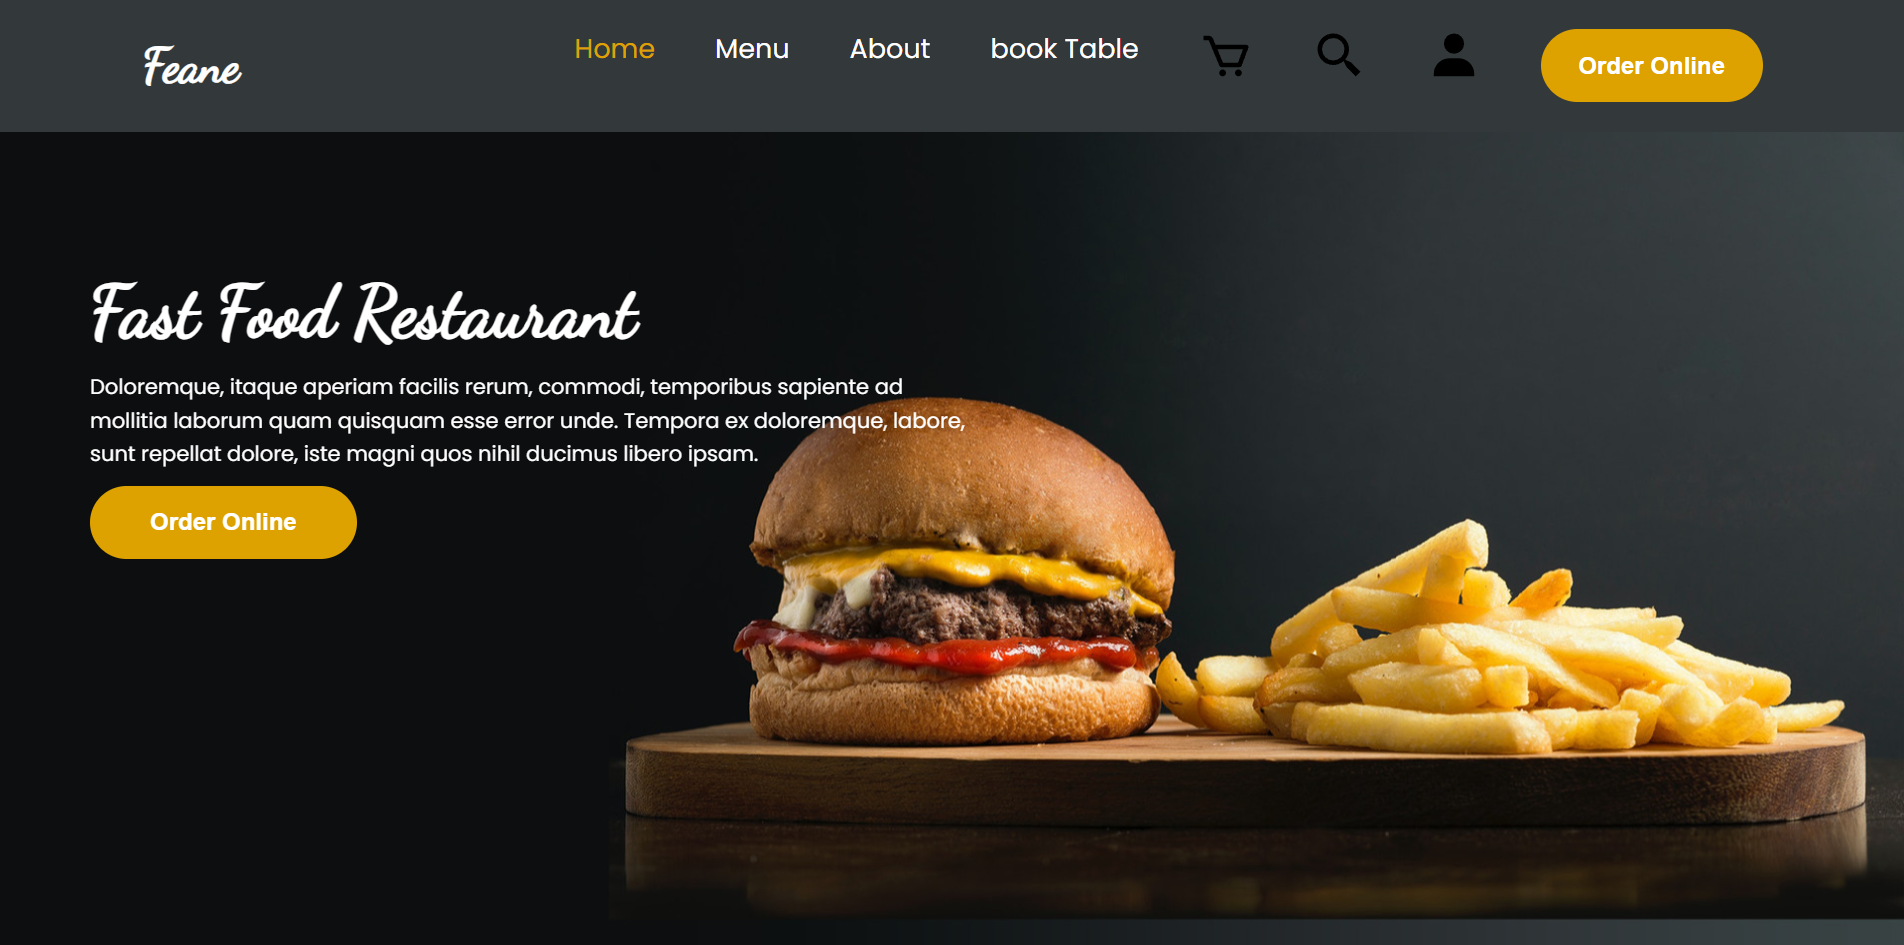 Feane
Home
Menu
About
book Table
Order Online
Fast Food Restaurant
Doloremque, itaque aperiam facilis rerum, commodi, temporibus sapiente ad
mollitia laborum quam quisquam esse error unde. Tempora ex doloremque, labore,
sunt repellat dolore, iste magni quos nihil ducimus libero ipsam.
Order Online